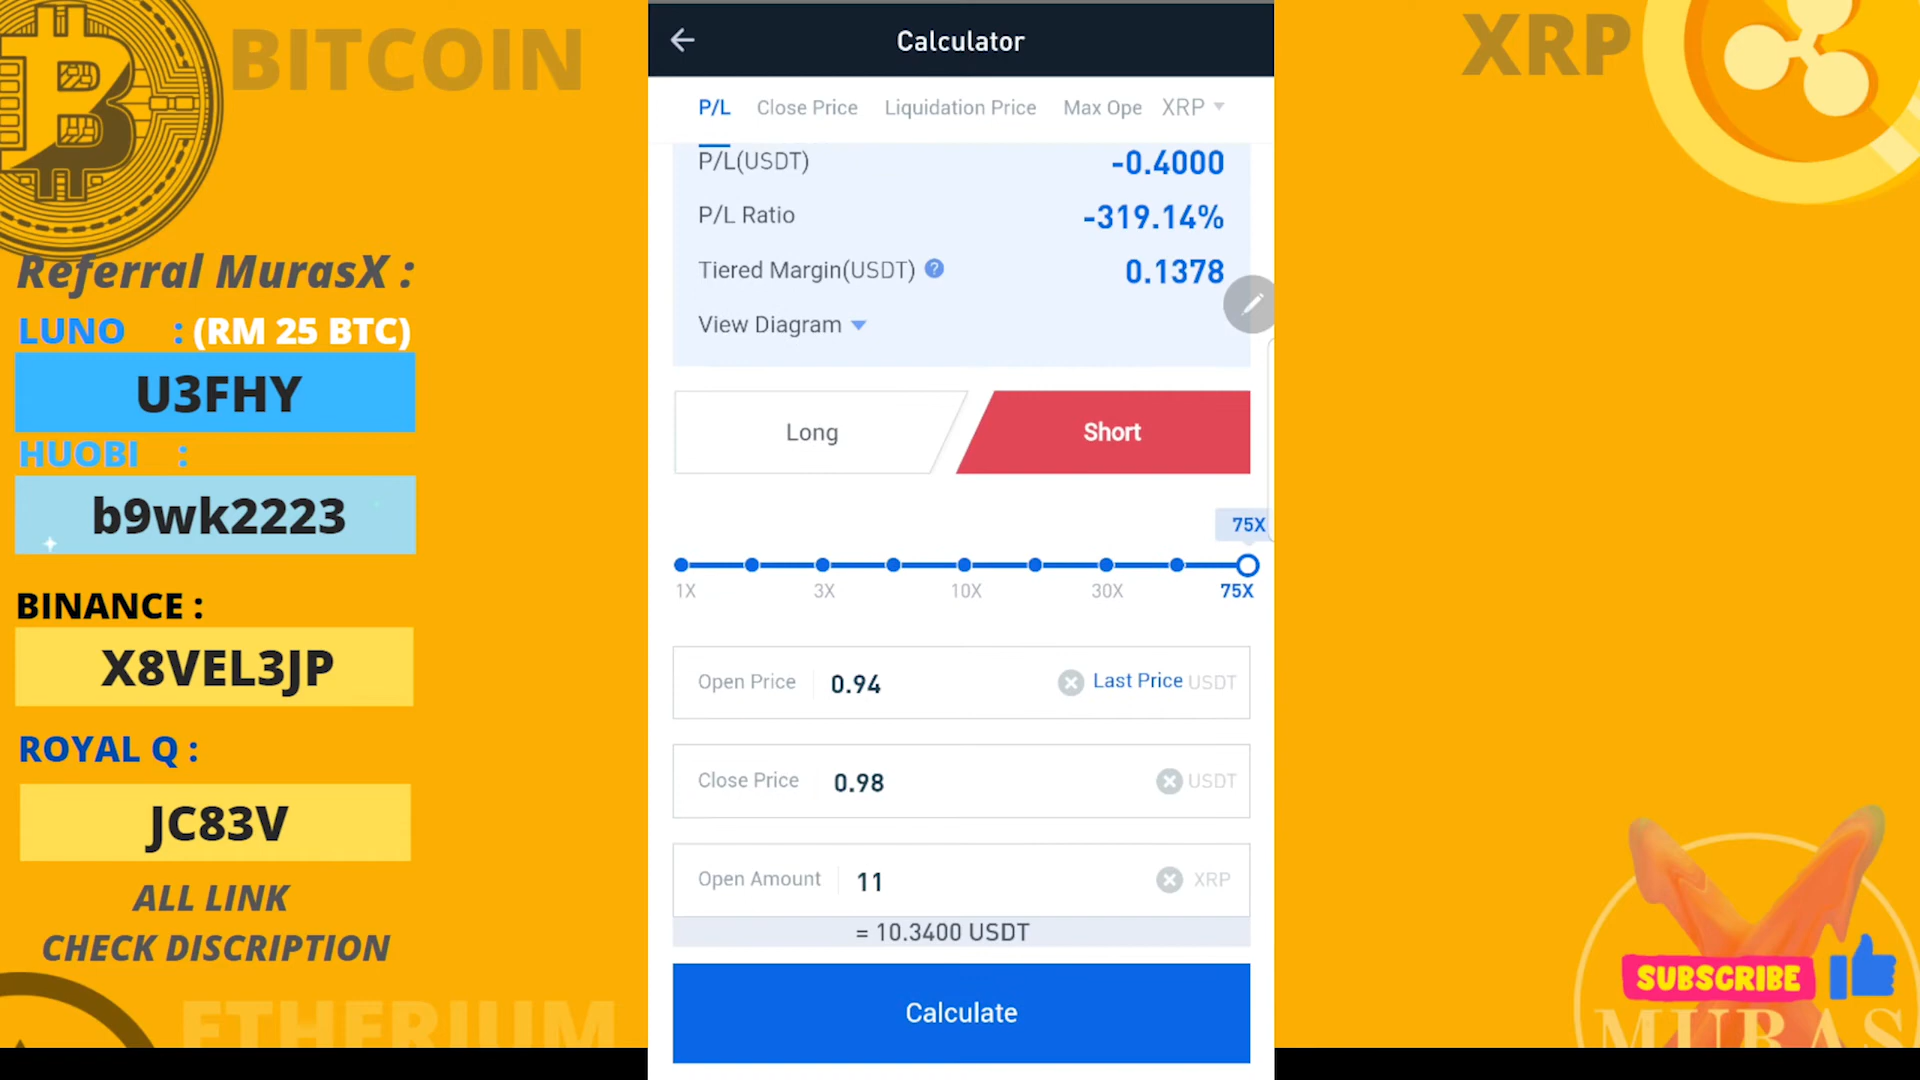 BITCOIN
XRP
Referral MurasX :
LUNO : (RM 25 BTC)
U3FHY
HUOBI :
b9wk2223
BINANCE :
X8VEL3JP
ROYAL Q :
JC83V
ALL LINK
CHECK DISCRIPTION
ETHERIUM
Calculator
P/L Close Price Liquidation Price Max Ope XRP
P/L(USDT) -0.4000
P/L Ratio -319.14%
Tiered Margin(USDT) ? 0.1378
View Diagram
Long Short
75X
1X 3X 10X 30X 75X
Open Price 0.94 Last Price USDT
Close Price 0.98 USDT
Open Amount 11 XRP
= 10.3400 USDT
Calculate
SUBSCRIBE
MURAS